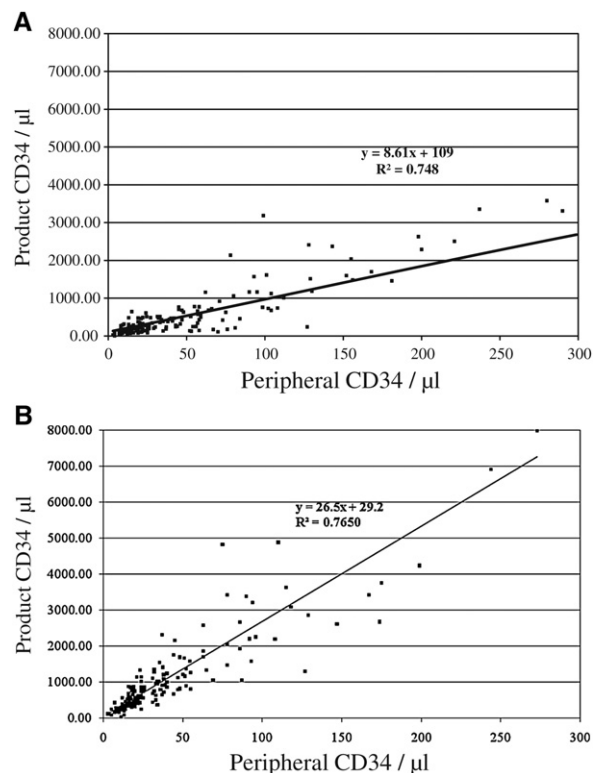 A
8000.00
7000.00
6000.00
5000.00
4000.00
3000.00
2000.00
1000.00
0.00
Product CD34 / µl
y = 8.61x + 109
R² = 0.748
0 50 100 150 200 250 300
Peripheral CD34 / µl
B
8000.00
7000.00
6000.00
5000.00
4000.00
3000.00
2000.00
1000.00
0.00
Product CD34 / µl
y = 26.5x + 29.2
R² = 0.7650
0 50 100 150 200 250 300
Peripheral CD34 / µl